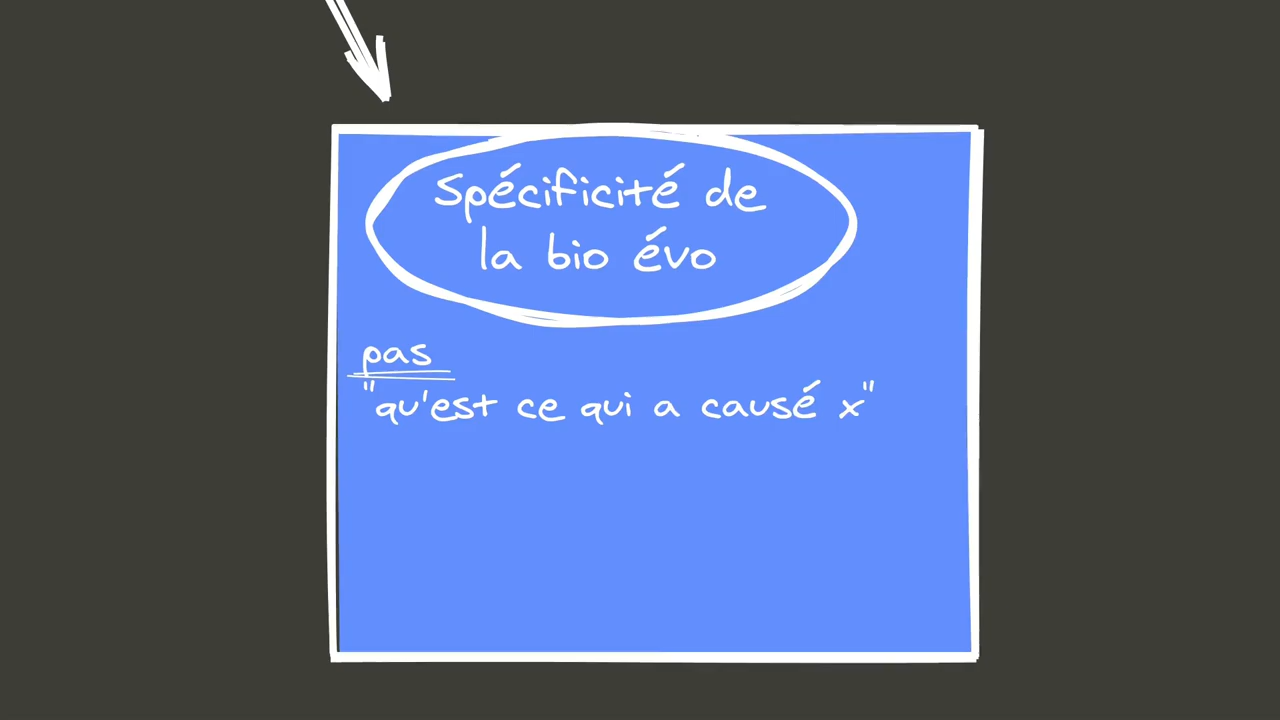 Spécificité de
la bio évo
pas
"qu'est ce qui a causé x"